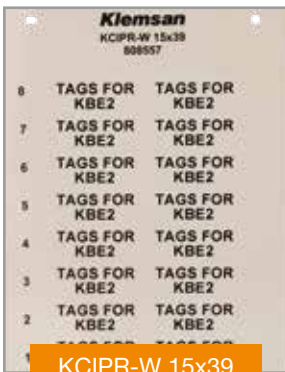 Klemsan
KCIPR-W 15x39
808557
8 TAGS FOR TAGS FOR
KBE2 KBE2
7 TAGS FOR TAGS FOR
KBE2 KBE2
6 TAGS FOR TAGS FOR
KBE2 KBE2
5 TAGS FOR TAGS FOR
KBE2 KBE2
4 TAGS FOR TAGS FOR
KBE2 KBE2
3 TAGS FOR TAGS FOR
KBE2 KBE2
2 TAGS FOR TAGS FOR
KBE2 KBE2
1
KCIPR-W 15x39